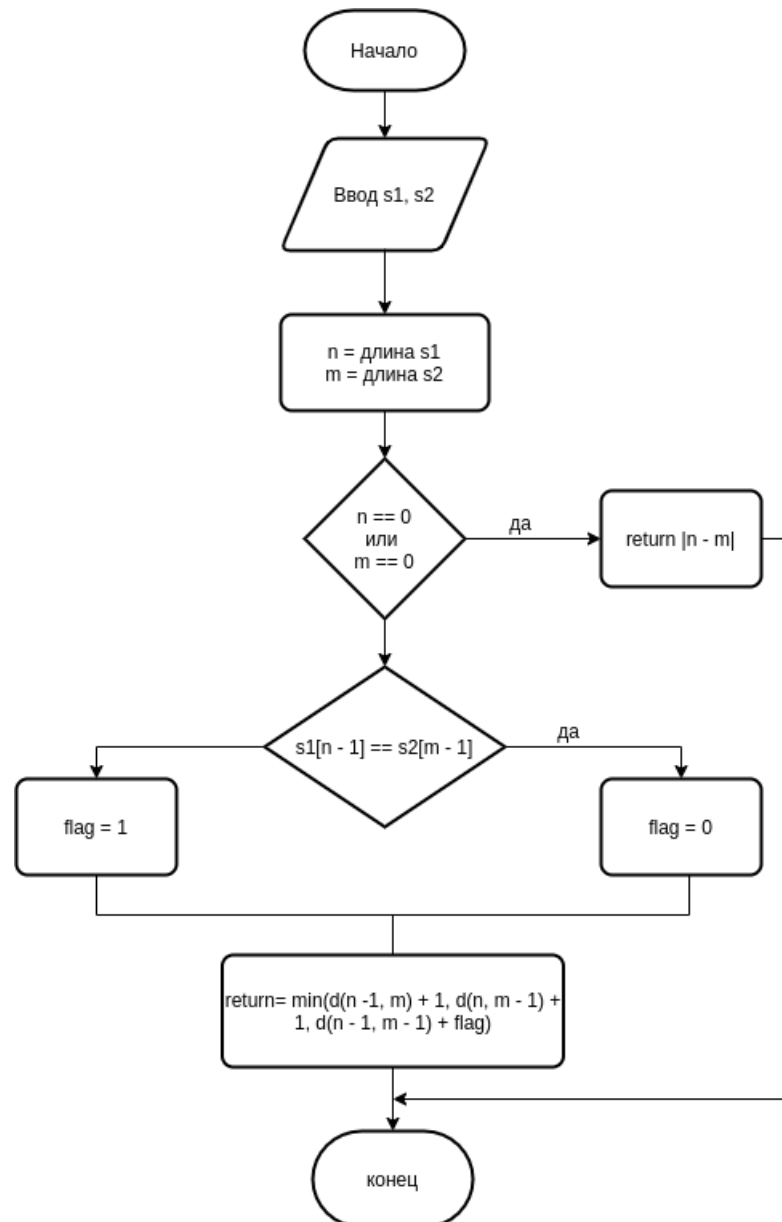 Начало
Ввод s1, s2
n = длина s1
m = длина s2
n == 0
или
m == 0
да
return |n - m|
s1[n - 1] == s2[m - 1]
да
flag = 1
flag = 0
return= min(d(n -1, m) + 1, d(n, m - 1) +
1, d(n - 1, m - 1) + flag)
конец